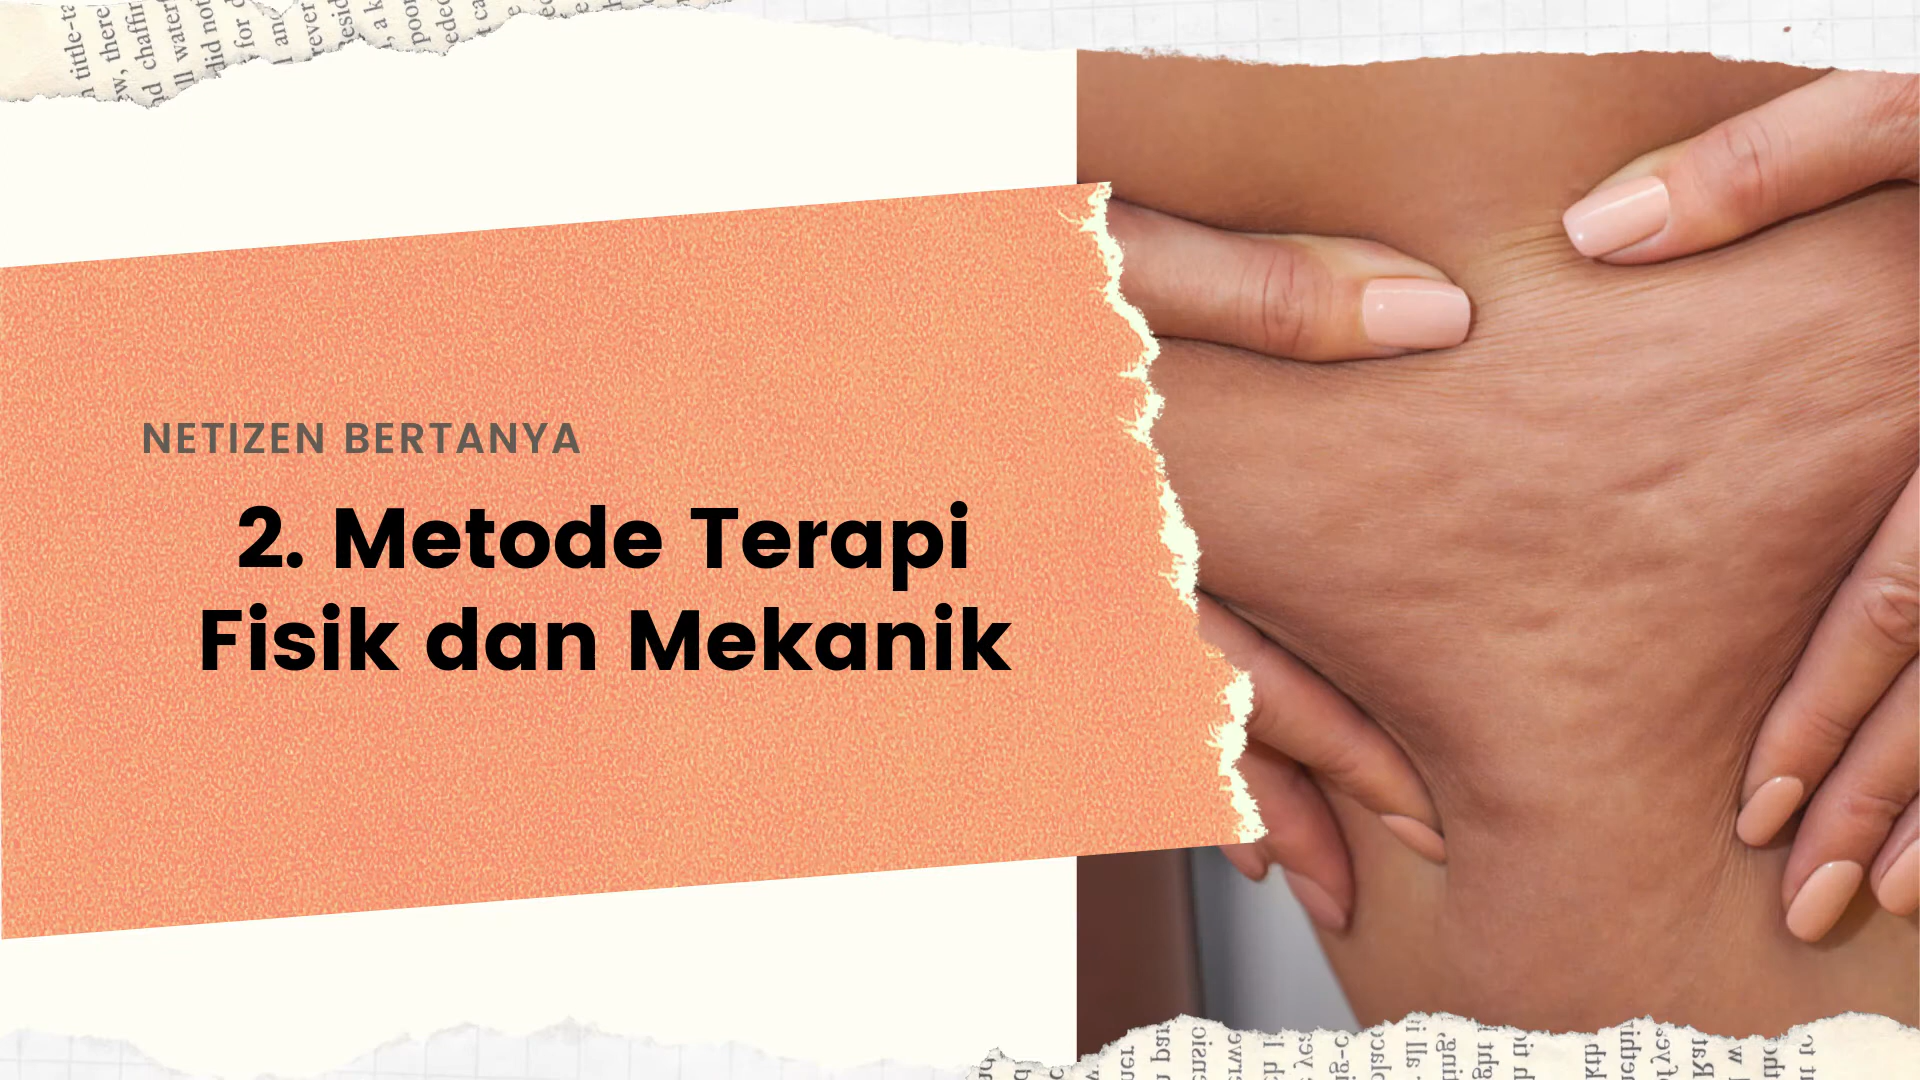 NETIZEN BERTANYA
2. Metode Terapi
Fisik dan Mekanik